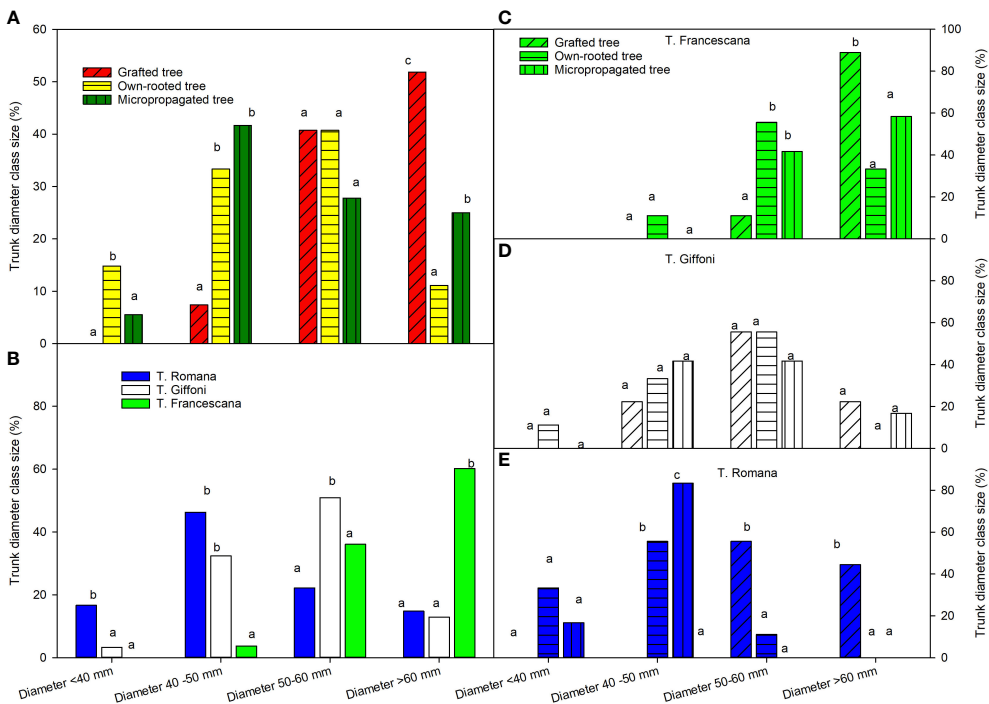 A
60
50
40
30
20
10
0
Trunk diameter class size (%)
Grafted tree
Own-rooted tree
Micropropagated tree
a b a
a b b
a a a
c a b
B
80
60
40
20
0
Trunk diameter class size (%)
T. Romana
T. Giffoni
T. Francescana
b a a
b b a
a b a
a a b
Diameter <40 mm
Diameter 40 -50 mm
Diameter 50-60 mm
Diameter >60 mm
C
T. Francescana
Grafted tree
Own-rooted tree
Micropropagated tree
a a a
a b b
b a a
100
80
60
40
20
0
Trunk diameter class size (%)
D
T. Giffoni
a a a
a a a
a a a
a a a
80
60
40
20
0
Trunk diameter class size (%)
E
T. Romana
a a a
b c a
b a a
b a a
80
60
40
20
0
Trunk diameter class size (%)
Diameter <40 mm
Diameter 40 -50 mm
Diameter 50-60 mm
Diameter >60 mm